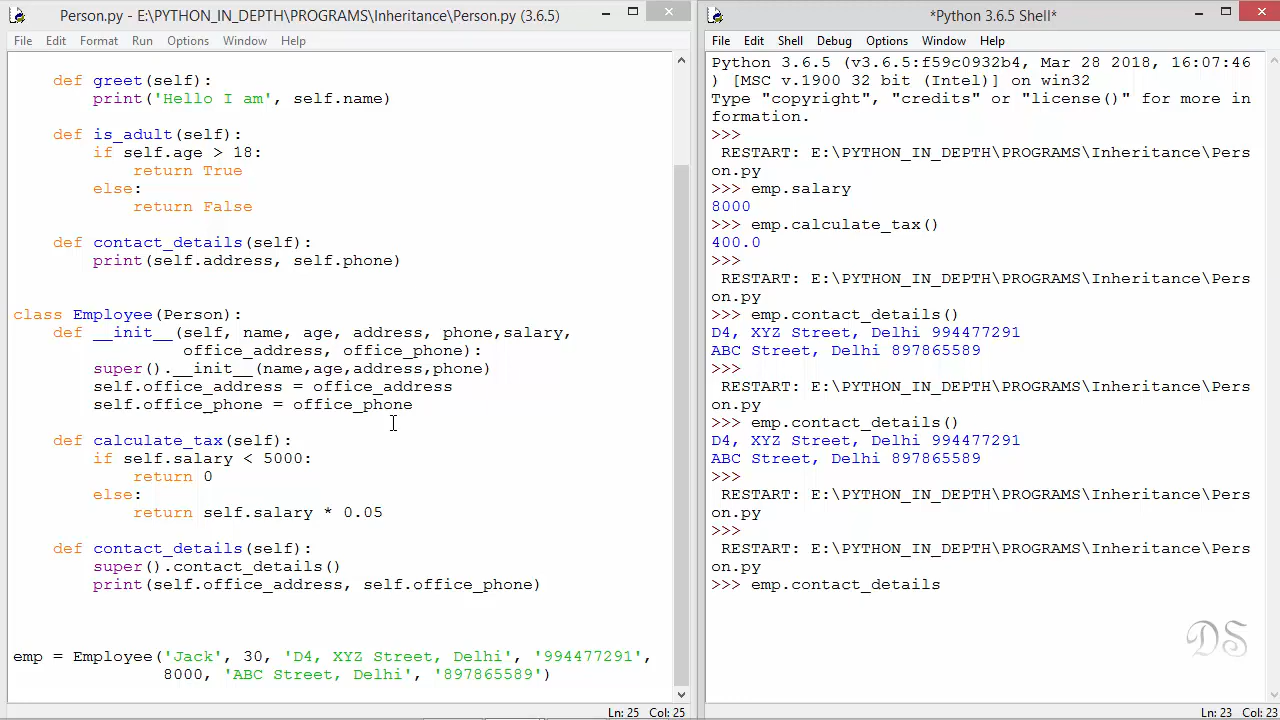 Person.py - E:\PYTHON_IN_DEPTH\PROGRAMS\Inheritance\Person.py (3.6.5)
File Edit Format Run Options Window Help
def greet(self):
print('Hello I am', self.name)
def is_adult(self):
if self.age > 18:
return True
else:
return False
def contact_details(self):
print(self.address, self.phone)
class Employee(Person):
def __init__(self, name, age, address, phone,salary,
office_address, office_phone):
super().__init__(name,age,address,phone)
self.office_address = office_address
self.office_phone = office_phone
def calculate_tax(self):
if self.salary < 5000:
return 0
else:
return self.salary * 0.05
def contact_details(self):
super().contact_details()
print(self.office_address, self.office_phone)
emp = Employee('Jack', 30, 'D4, XYZ Street, Delhi', '994477291',
8000, 'ABC Street, Delhi', '897865589')
Ln: 25 Col: 25
*Python 3.6.5 Shell*
File Edit Shell Debug Options Window Help
Python 3.6.5 (v3.6.5:f59c0932b4, Mar 28 2018, 16:07:46
) [MSC v.1900 32 bit (Intel)] on win32
Type "copyright", "credits" or "license()" for more in
formation.
>>>
RESTART: E:\PYTHON_IN_DEPTH\PROGRAMS\Inheritance\Pers
on.py
>>> emp.salary
8000
>>> emp.calculate_tax()
400.0
>>>
RESTART: E:\PYTHON_IN_DEPTH\PROGRAMS\Inheritance\Pers
on.py
>>> emp.contact_details()
D4, XYZ Street, Delhi 994477291
ABC Street, Delhi 897865589
>>>
RESTART: E:\PYTHON_IN_DEPTH\PROGRAMS\Inheritance\Pers
on.py
>>> emp.contact_details()
D4, XYZ Street, Delhi 994477291
ABC Street, Delhi 897865589
>>>
RESTART: E:\PYTHON_IN_DEPTH\PROGRAMS\Inheritance\Pers
on.py
>>>
RESTART: E:\PYTHON_IN_DEPTH\PROGRAMS\Inheritance\Pers
on.py
>>> emp.contact_details
DS
Ln: 23 Col: 23